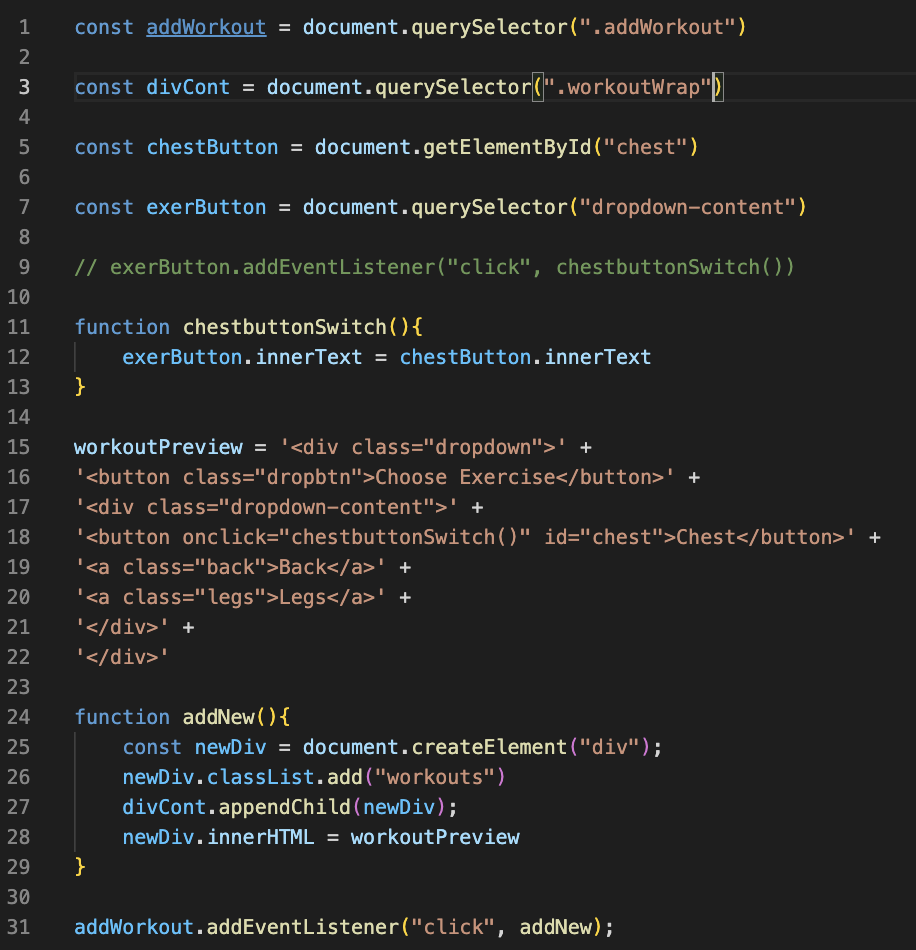 1 const addWorkout = document.querySelector(".addWorkout")
2
3 const divCont = document.querySelector(".workoutWrap")
4
5 const chestButton = document.getElementById("chest")
6
7 const exerButton = document.querySelector("dropdown-content")
8
9 // exerButton.addEventListener("click", chestbuttonSwitch())
10
11 function chestbuttonSwitch(){
12     exerButton.innerText = chestButton.innerText
13 }
14
15 workoutPreview = '<div class="dropdown">' +
16 '<button class="dropbtn">Choose Exercise</button>' +
17 '<div class="dropdown-content">' +
18 '<button onclick="chestbuttonSwitch()" id="chest">Chest</button>' +
19 '<a class="back">Back</a>' +
20 '<a class="legs">Legs</a>' +
21 '</div>' +
22 '</div>'
23
24 function addNew(){
25     const newDiv = document.createElement("div");
26     newDiv.classList.add("workouts")
27     divCont.appendChild(newDiv);
28     newDiv.innerHTML = workoutPreview
29 }
30
31 addWorkout.addEventListener("click", addNew);